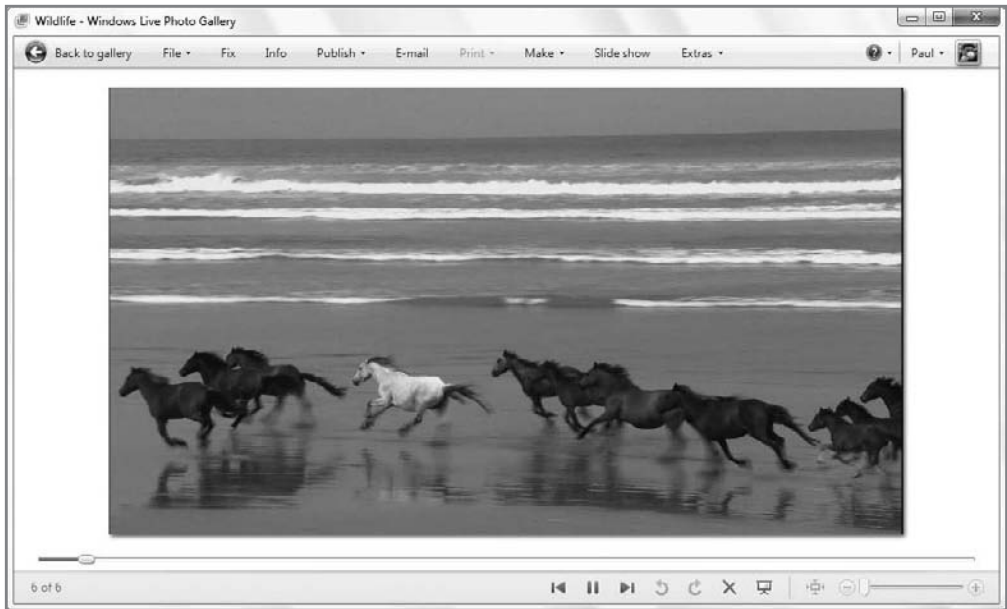 Wildlife - Windows Live Photo Gallery
Back to gallery File Fix Info Publish E-mail Print Make Slide show Extras Paul
6 of 6